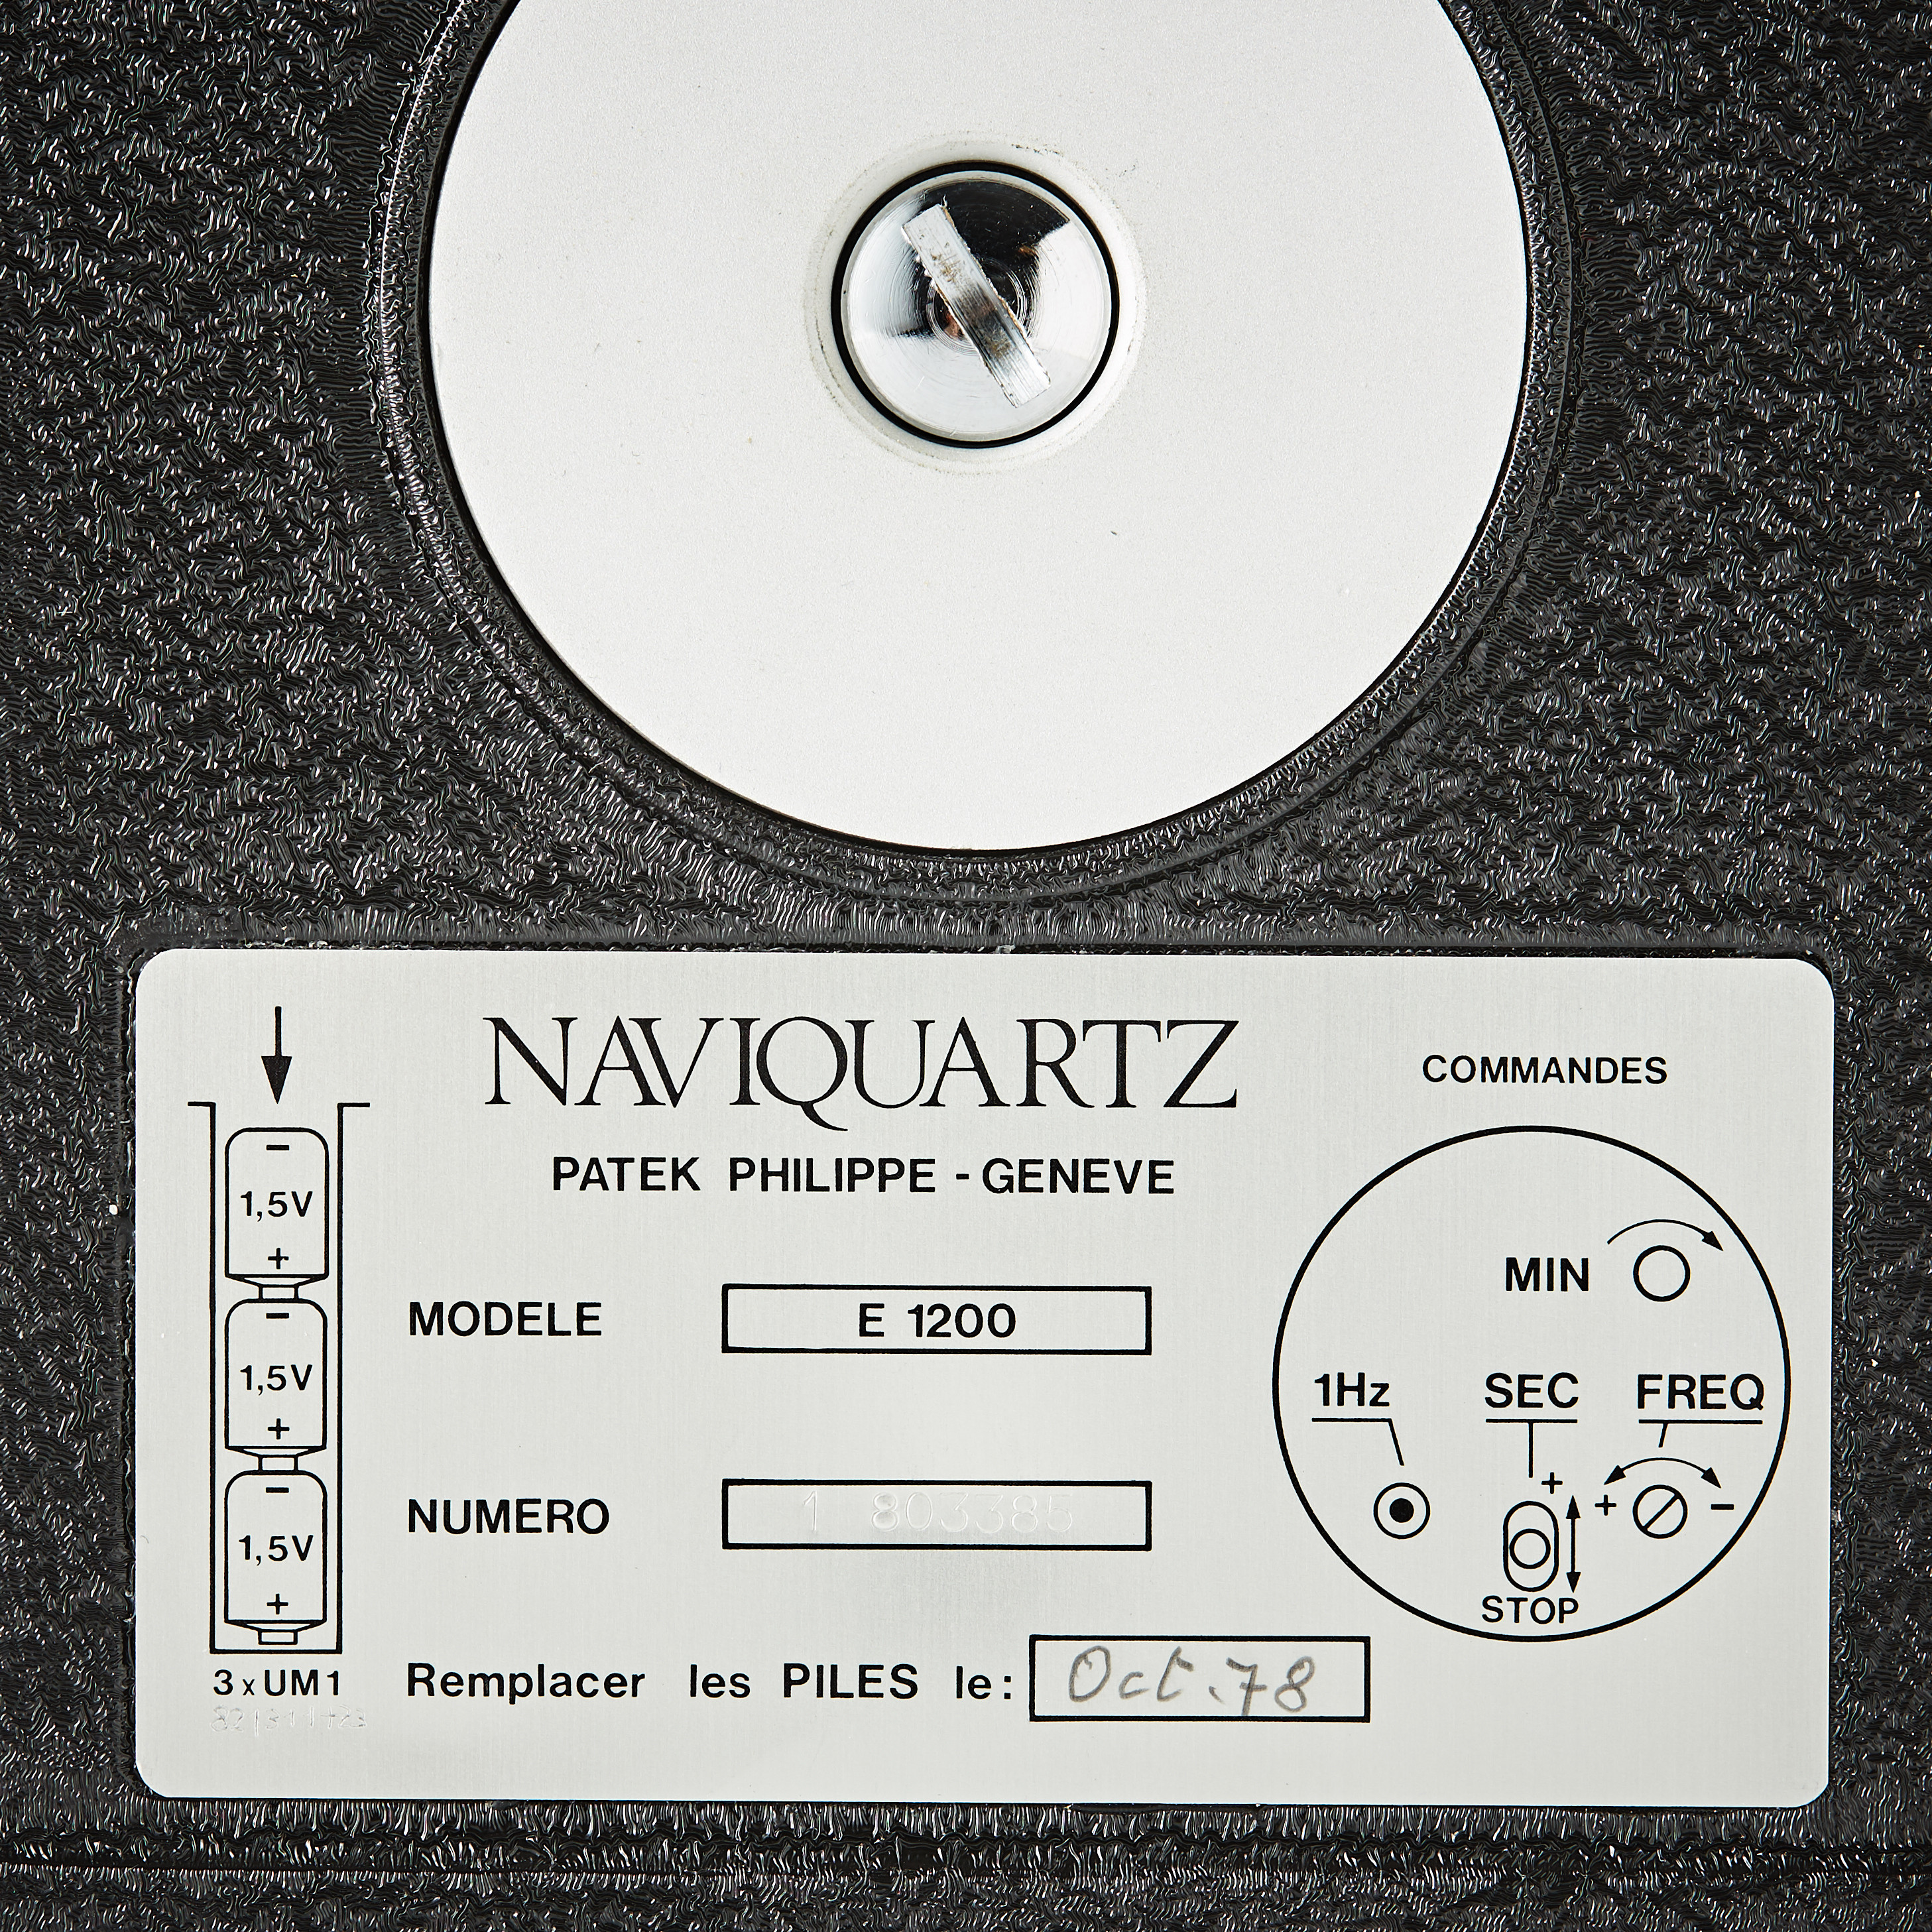 NAVIQUARTZ
PATEK PHILIPPE - GENEVE
COMMANDES
-
1,5V
+
-
1,5V
+
-
1,5V
+
3 x UM1
MODELE E 1200
NUMERO 1 803385
Remplacer les PILES le: Oct.78
MIN
1Hz SEC FREQ
+
+ -
STOP